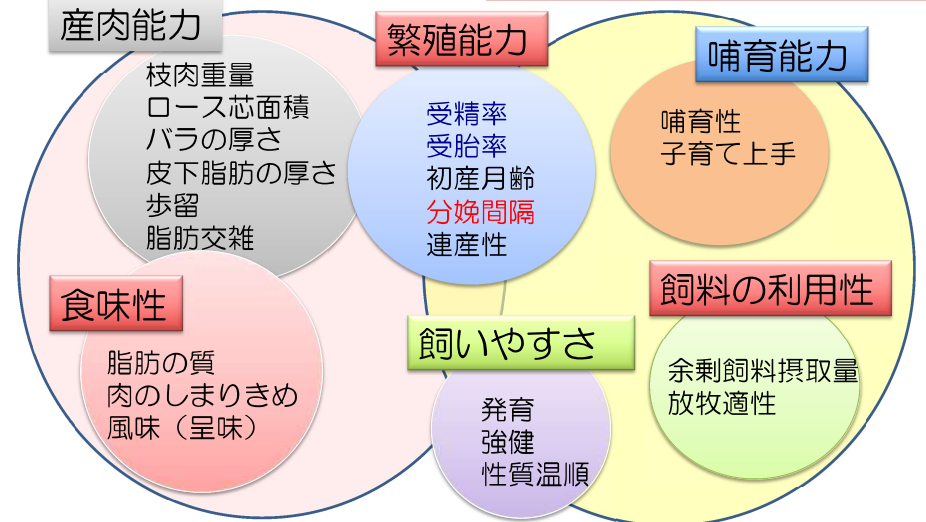 産肉能力
枝肉重量
ロース芯面積
バラの厚さ
皮下脂肪の厚さ
歩留
脂肪交雑
繁殖能力
受精率
受胎率
初産月齢
分娩間隔
連産性
哺育能力
哺育性
子育て上手
食味性
脂肪の質
肉のしまりきめ
風味（呈味）
飼いやすさ
発育
強健
性質温順
飼料の利用性
余剰飼料摂取量
放牧適性